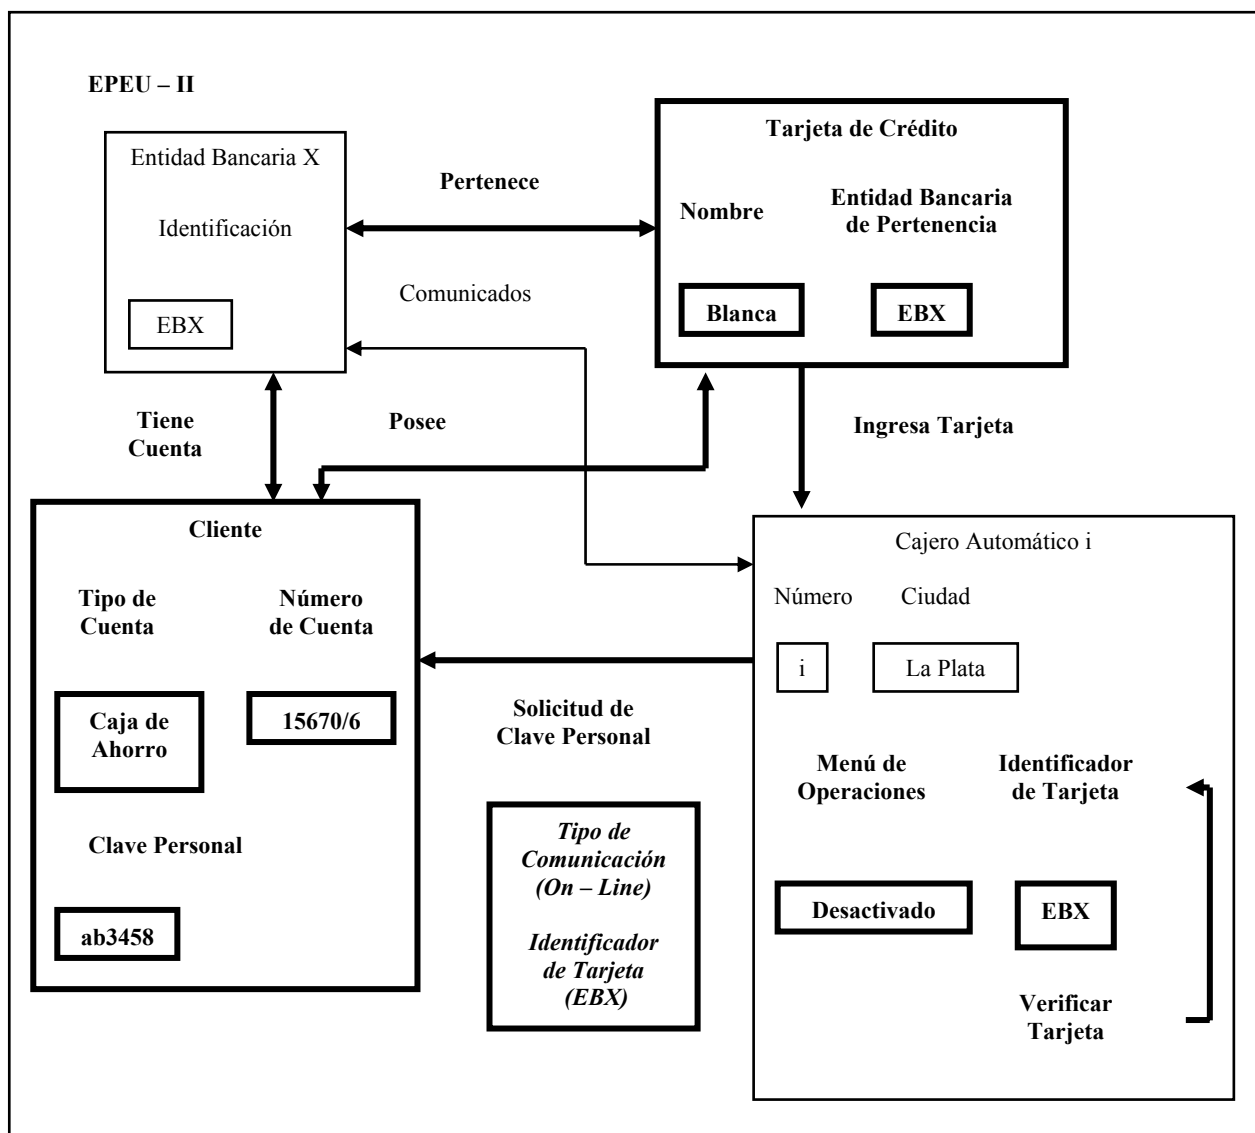 EPEU – II
Entidad Bancaria X
Identificación
EBX
Pertenece
Comunicados
Tarjeta de Crédito
Nombre
Entidad Bancaria
de Pertenencia
Blanca
EBX
Tiene
Cuenta
Posee
Ingresa Tarjeta
Cliente
Tipo de
Cuenta
Número
de Cuenta
Caja de
Ahorro
15670/6
Clave Personal
ab3458
Solicitud de
Clave Personal
Tipo de
Comunicación
(On – Line)
Identificador
de Tarjeta
(EBX)
Cajero Automático i
Número
Ciudad
i
La Plata
Menú de
Operaciones
Identificador
de Tarjeta
Desactivado
EBX
Verificar
Tarjeta